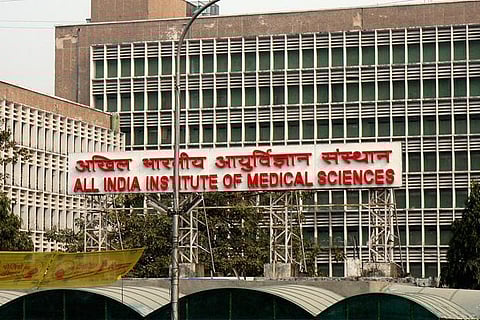 अखिल भारतीय आयुर्विज्ञान संस्थान
ALL INDIA INSTITUTE OF MEDICAL SCIENCES